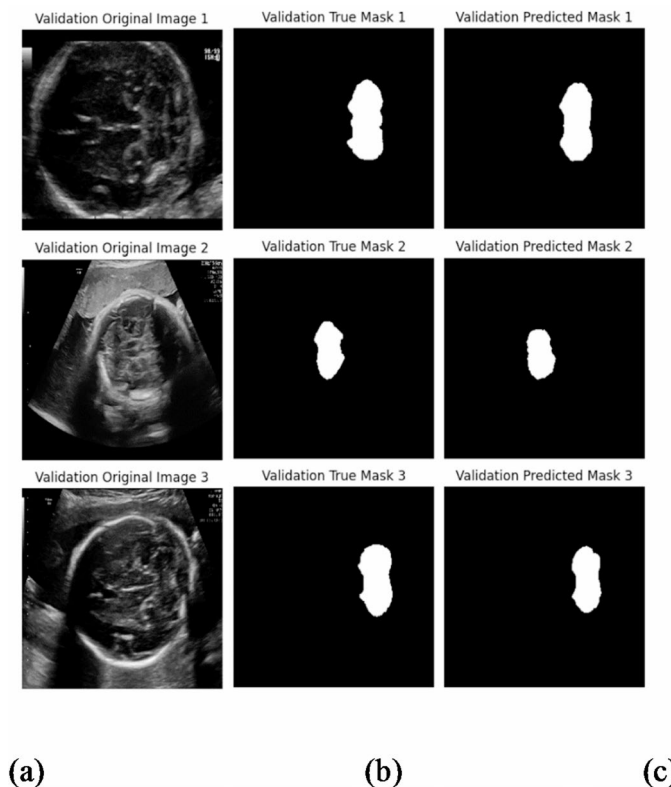 Validation Original Image 1 Validation True Mask 1 Validation Predicted Mask 1
Validation Original Image 2 Validation True Mask 2 Validation Predicted Mask 2
Validation Original Image 3 Validation True Mask 3 Validation Predicted Mask 3
(a) (b) (c)